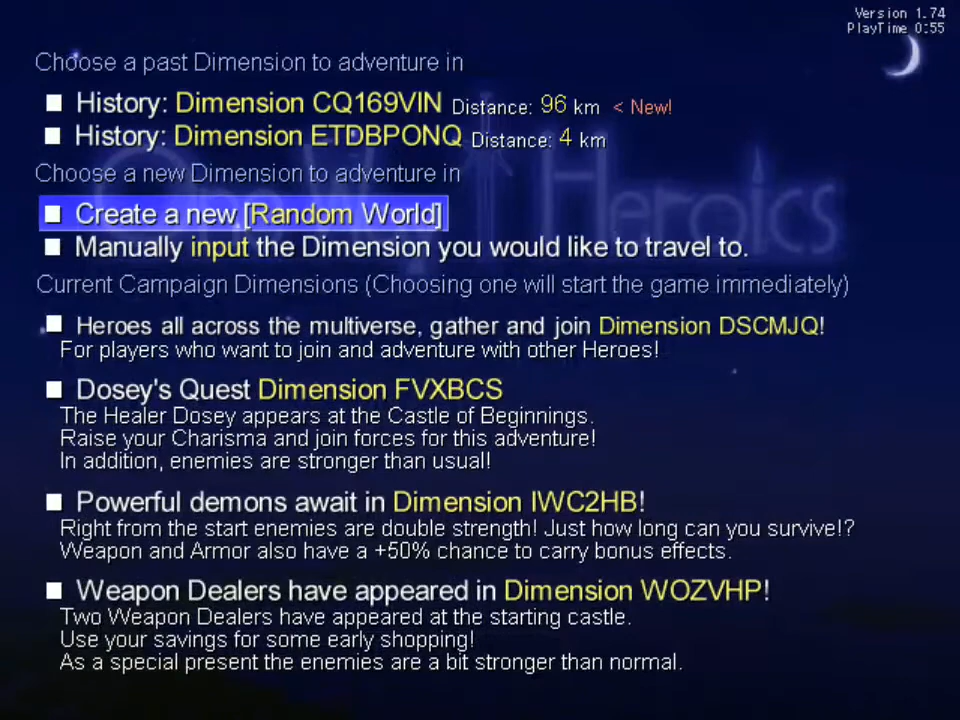 Version 1.74
PlayTime 0:55
Choose a past Dimension to adventure in
History: Dimension CQ169VIN Distance: 96 km < New!
History: Dimension ETDBPONQ Distance: 4 km
Choose a new Dimension to adventure in
Create a new [Random World]
Manually input the Dimension you would like to travel to.
Current Campaign Dimensions (Choosing one will start the game immediately)
Heroes all across the multiverse, gather and join Dimension DSCMJQ!
For players who want to join and adventure with other Heroes!
Dosey's Quest Dimension FVXBCS
The Healer Dosey appears at the Castle of Beginnings.
Raise your Charisma and join forces for this adventure!
In addition, enemies are stronger than usual!
Powerful demons await in Dimension IWC2HB!
Right from the start enemies are double strength! Just how long can you survive!?
Weapon and Armor also have a +50% chance to carry bonus effects.
Weapon Dealers have appeared in Dimension WOZVHP!
Two Weapon Dealers have appeared at the starting castle.
Use your savings for some early shopping!
As a special present the enemies are a bit stronger than normal.
Heroics